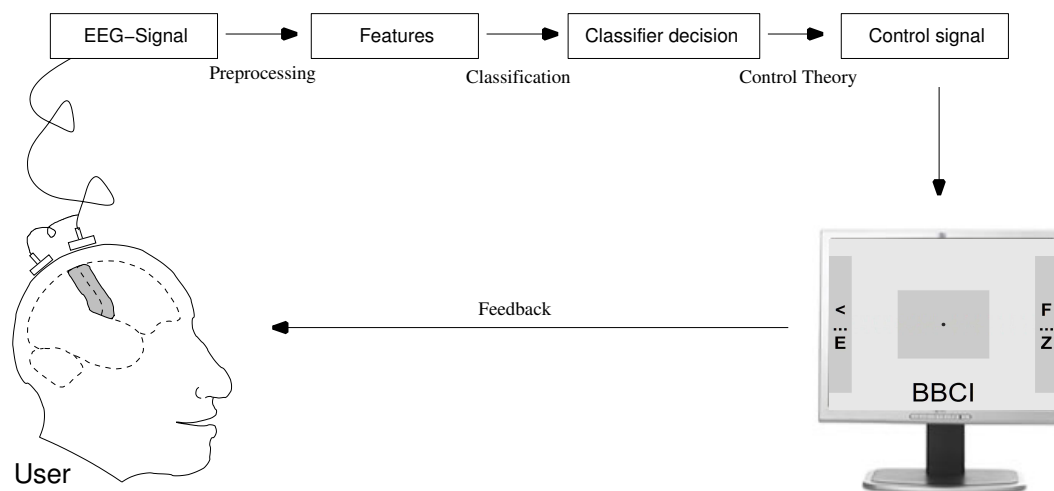 EEG−Signal
Features
Classifier decision
Control signal
Preprocessing
Classification
Control Theory
Feedback
<
...
E
F
...
Z
BBCI
User